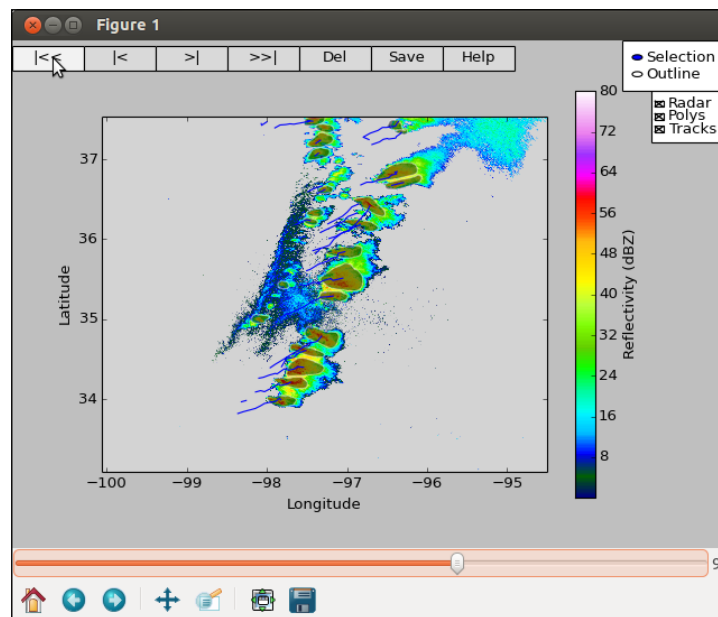 Figure 1
|<< |< >| >>| Del Save Help
Selection
Outline
Radar
Polys
Tracks
80
72
64
56
48
40
32
24
16
8
Reflectivity (dBZ)
37
36
35
34
Latitude
−100 −99 −98 −97 −96 −95
Longitude
9